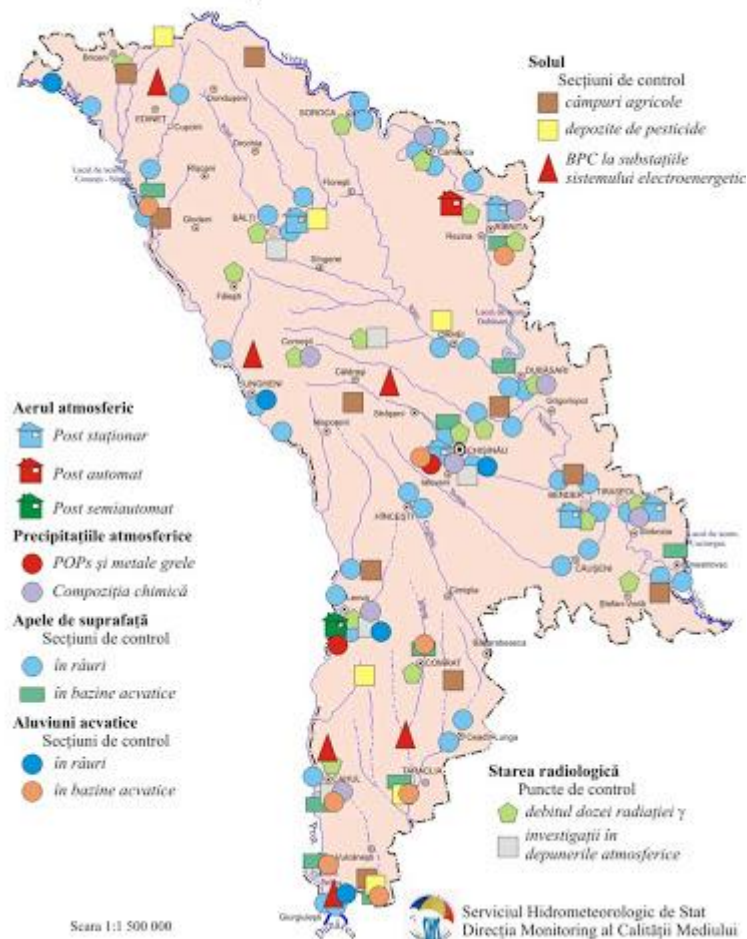 Briceni
Nistru
Dondușeni
EDINEȚ
Cupcini
SOROCA
Drochia
Camenca
Rîșcani
Florești
Glodeni
BĂLȚI
RÎBNIȚA
Rezina
Sîngerei
Fălești
ORHEI
Cornești
DUBĂSARI
Călărași
UNGHENI
Grigoriopol
Strășeni
Nisporeni
CHIȘINĂU
Ialoveni
BENDER
TIRASPOL
HÎNCEȘTI
Slobozia
CĂUȘENI
Leova
Cimișlia
Ștefan Vodă
Basarabeasca
COMRAT
Ceadîr-Lunga
TARACLIA
CAHUL
Vulcănești
Giurgiulești
Dunărea
Solul
Secțiuni de control
câmpuri agricole
depozite de pesticide
BPC la substațiile
sistemului electroenergetic
Aerul atmosferic
Post staționar
Post automat
Post semiautomat
Precipitațiile atmosferice
POPs și metale grele
Compoziția chimică
Apele de suprafață
Secțiuni de control
în râuri
în bazine acvatice
Aluviuni acvatice
Secțiuni de control
în râuri
în bazine acvatice
Starea radiologică
Puncte de control
debitul dozei radiației γ
investigații în
depunerile atmosferice
Scara 1:1 500 000
Serviciul Hidrometeorologic de Stat
Direcția Monitoring al Calității Mediului